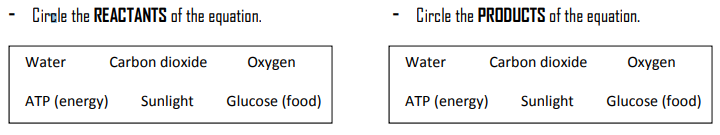 - Circle the REACTANTS of the equation.
Water Carbon dioxide Oxygen
ATP (energy) Sunlight Glucose (food)
- Circle the PRODUCTS of the equation.
Water Carbon dioxide Oxygen
ATP (energy) Sunlight Glucose (food)